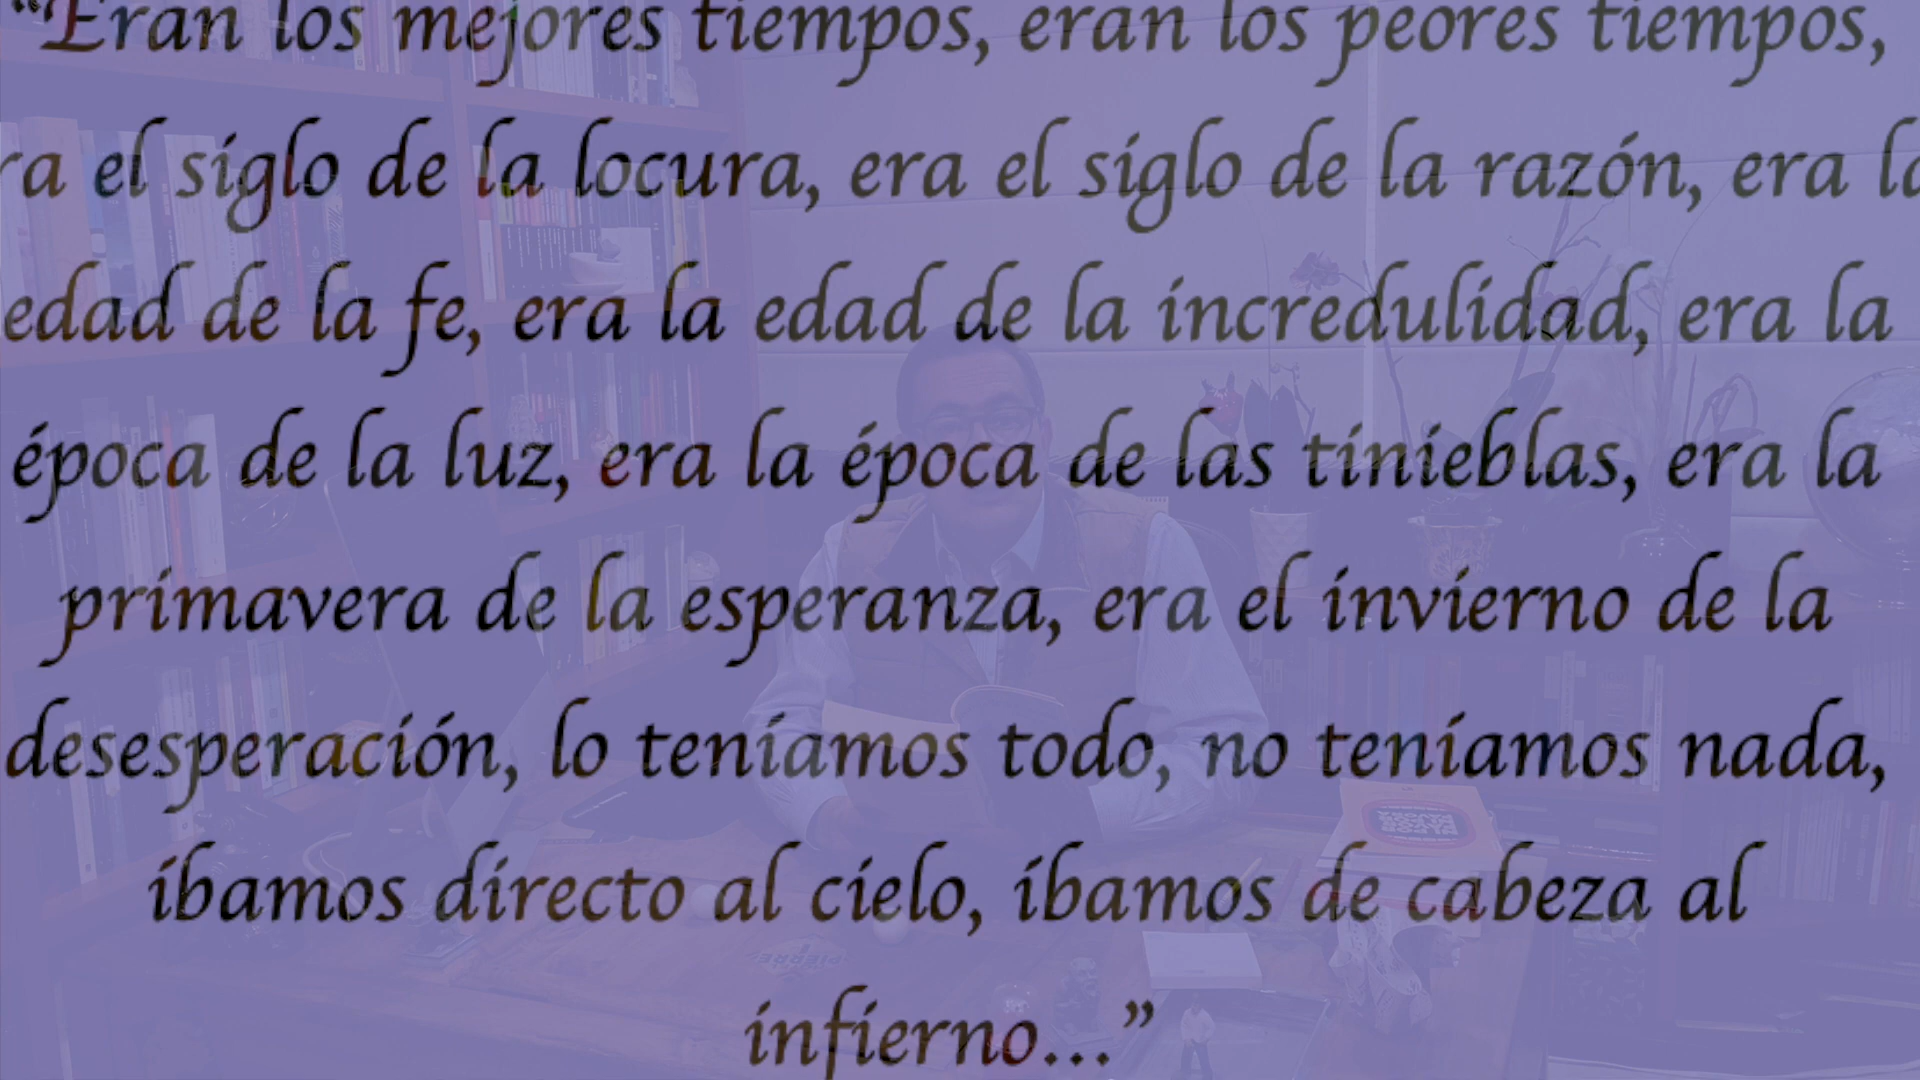 “Eran los mejores tiempos, eran los peores tiempos,
ra el siglo de la locura, era el siglo de la razón, era la
edad de la fe, era la edad de la incredulidad, era la
época de la luz, era la época de las tinieblas, era la
primavera de la esperanza, era el invierno de la
desesperación, lo teníamos todo, no teníamos nada,
íbamos directo al cielo, íbamos de cabeza al
infierno...”